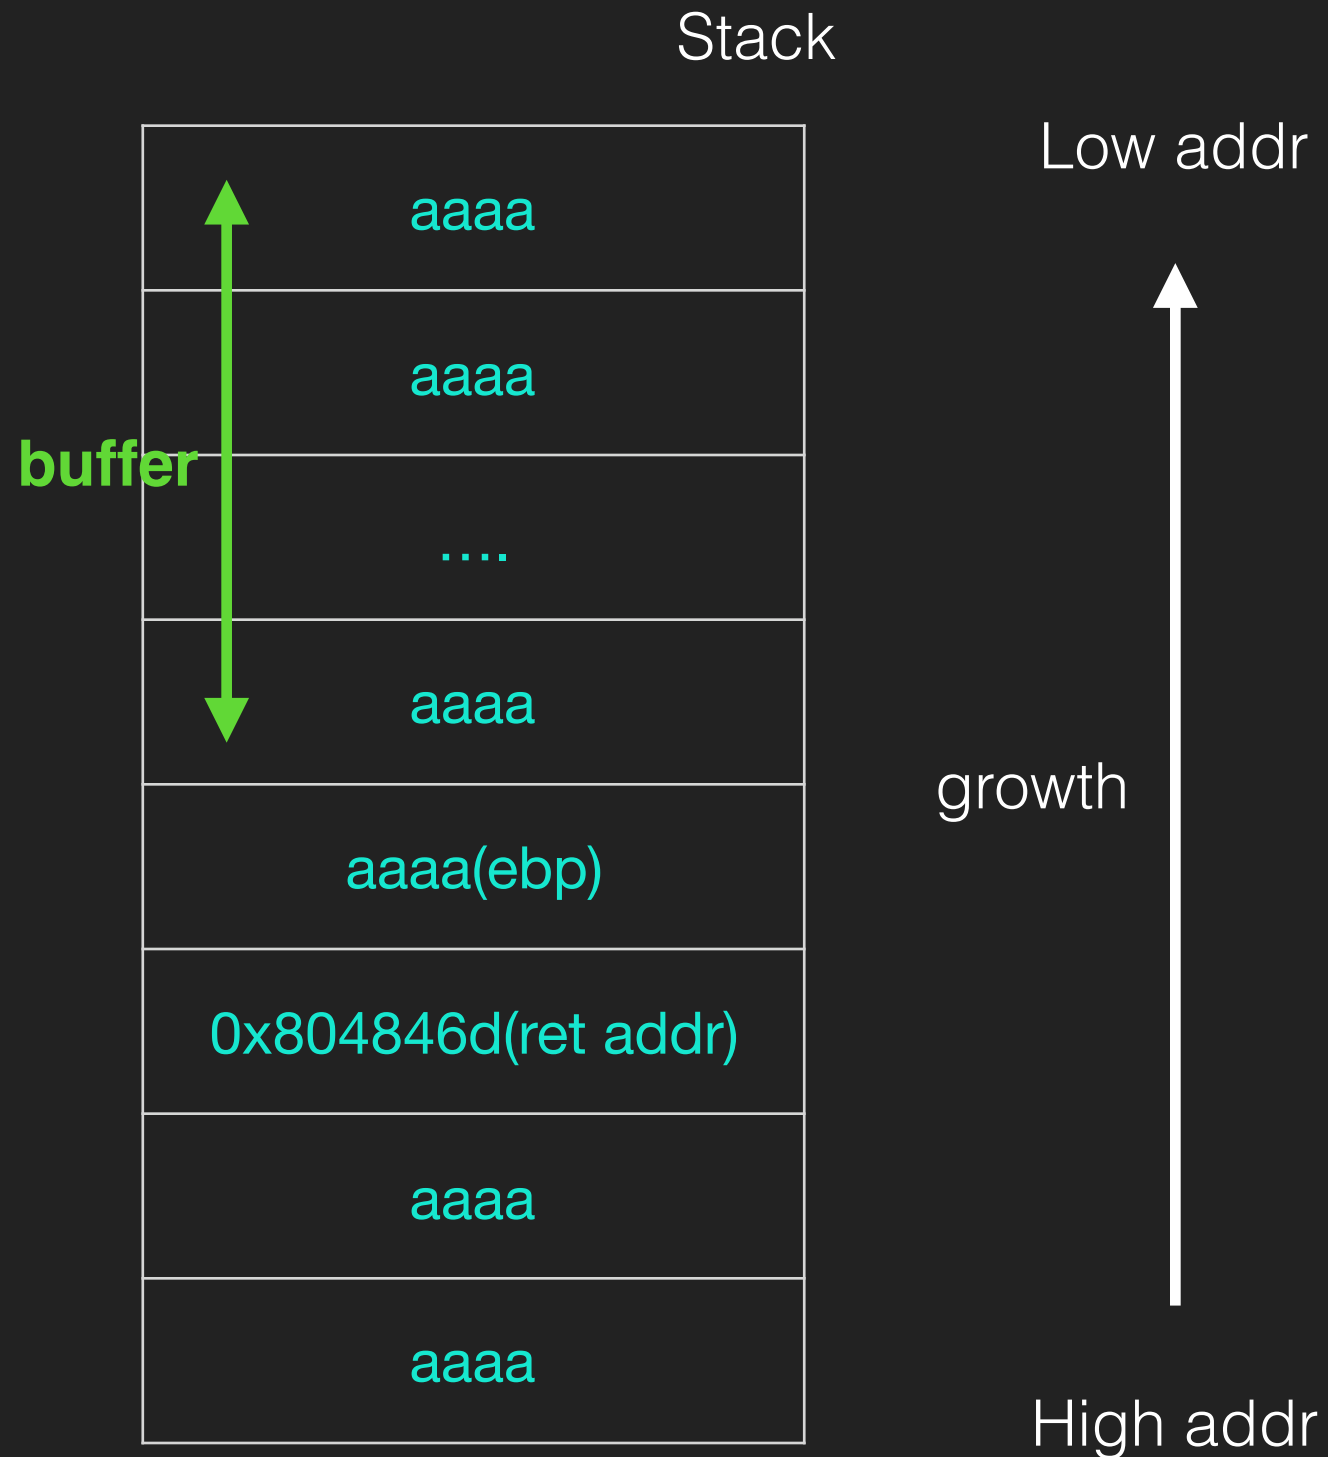 Stack
Low addr
aaaa
aaaa
buffer
....
aaaa
growth
aaaa(ebp)
0x804846d(ret addr)
aaaa
aaaa
High addr